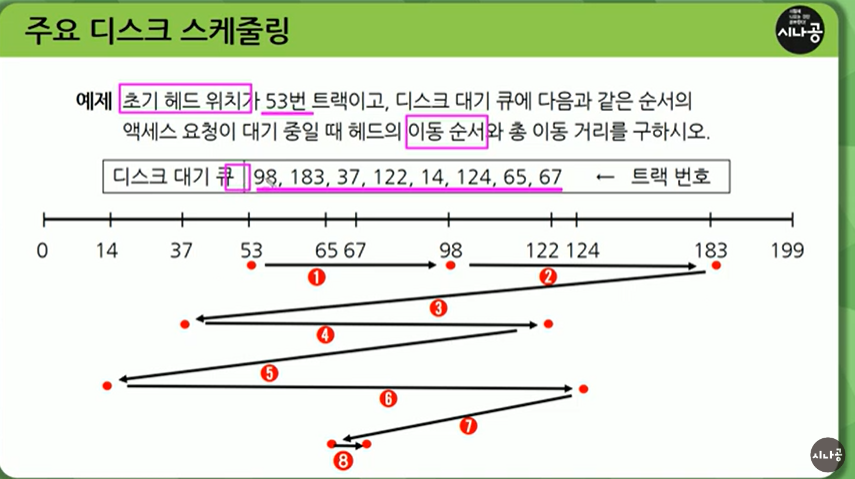 주요 디스크 스케줄링
시나공
예제 초기 헤드 위치가 53번 트랙이고, 디스크 대기 큐에 다음과 같은 순서의
액세스 요청이 대기 중일 때 헤드의 이동 순서와 총 이동 거리를 구하시오.
디스크 대기 큐 98, 183, 37, 122, 14, 124, 65, 67 ← 트랙 번호
0 14 37 53 65 67 98 122 124 183 199
1 2
3
4
5
6
7
8
시나공